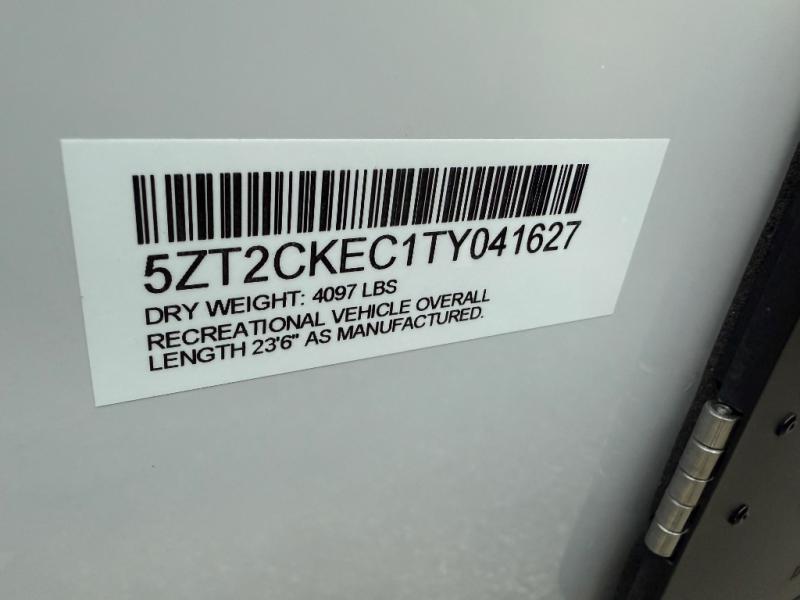 5ZT2CKEC1TY041627
DRY WEIGHT: 4097 LBS
RECREATIONAL VEHICLE OVERALL
LENGTH 23'6" AS MANUFACTURED.